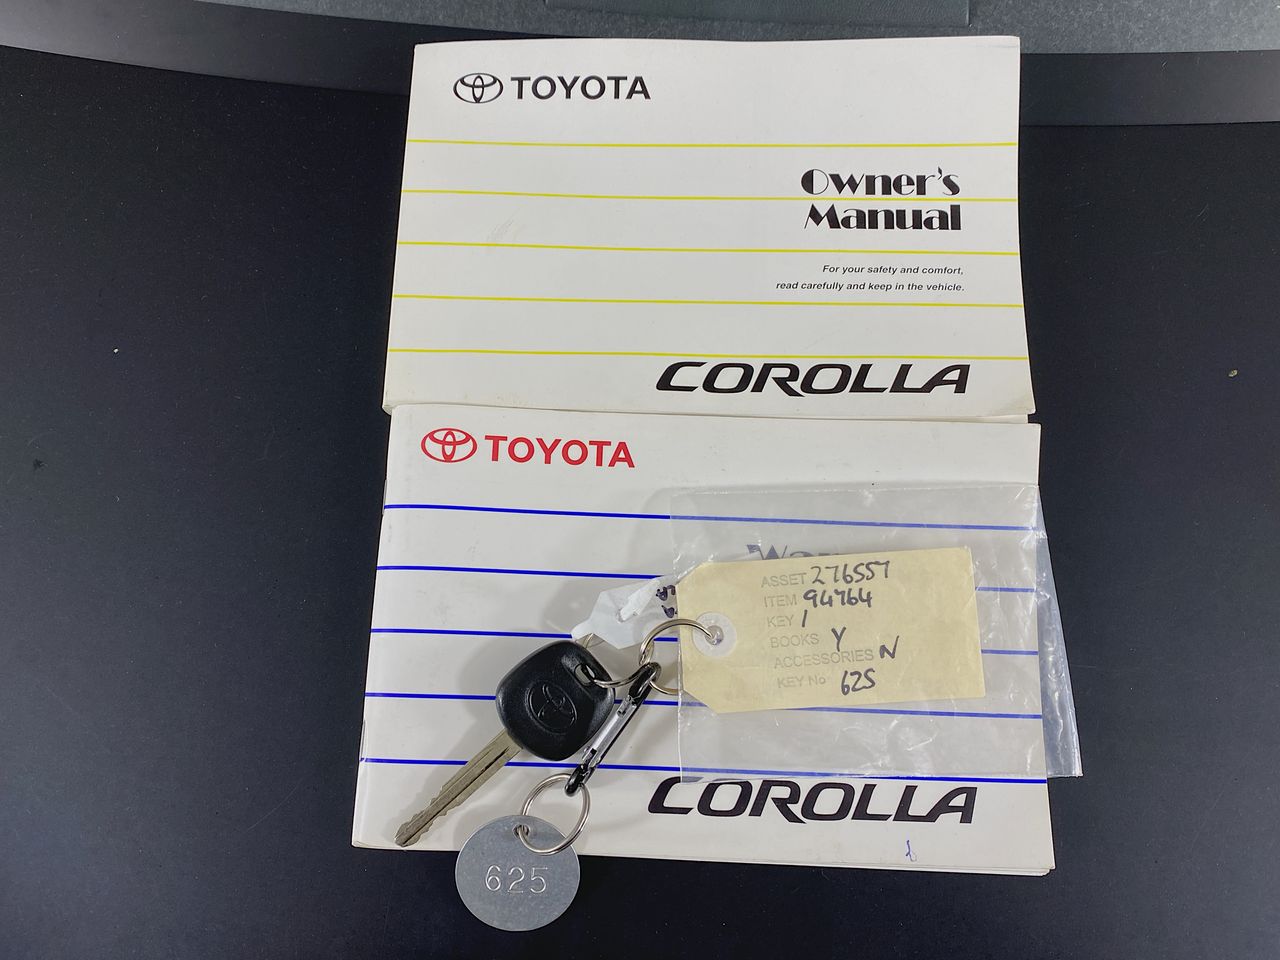 TOYOTA
Owner's
Manual
For your safety and comfort,
read carefully and keep in the vehicle.
COROLLA
TOYOTA
ASSET 276557
ITEM 94764
KEY 1
BOOKS Y
ACCESSORIES N
KEY No 625
COROLLA
625